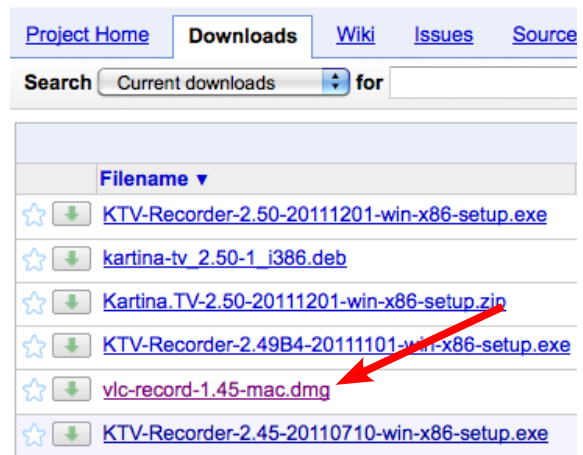 Project Home Downloads Wiki Issues Source
Search Current downloads for
Filename ▼
KTV-Recorder-2.50-20111201-win-x86-setup.exe
kartina-tv_2.50-1_i386.deb
Kartina.TV-2.50-20111201-win-x86-setup.zip
KTV-Recorder-2.49B4-20111101-win-x86-setup.exe
vlc-record-1.45-mac.dmg
KTV-Recorder-2.45-20110710-win-x86-setup.exe